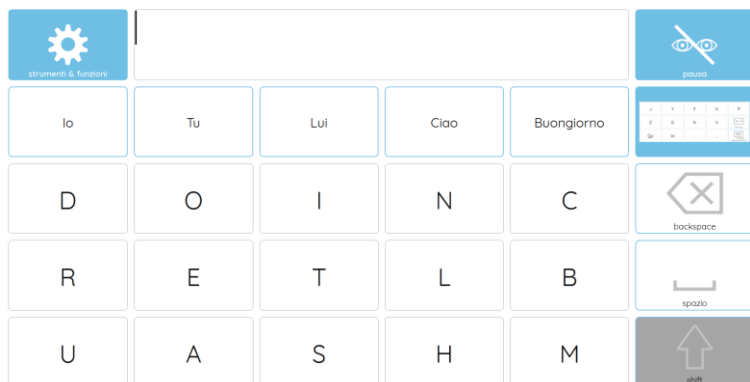 strumenti & funzioni
pausa
Io Tu Lui Ciao Buongiorno
D O I N C
backspace
R E T L B
spazio
U A S H M
shift